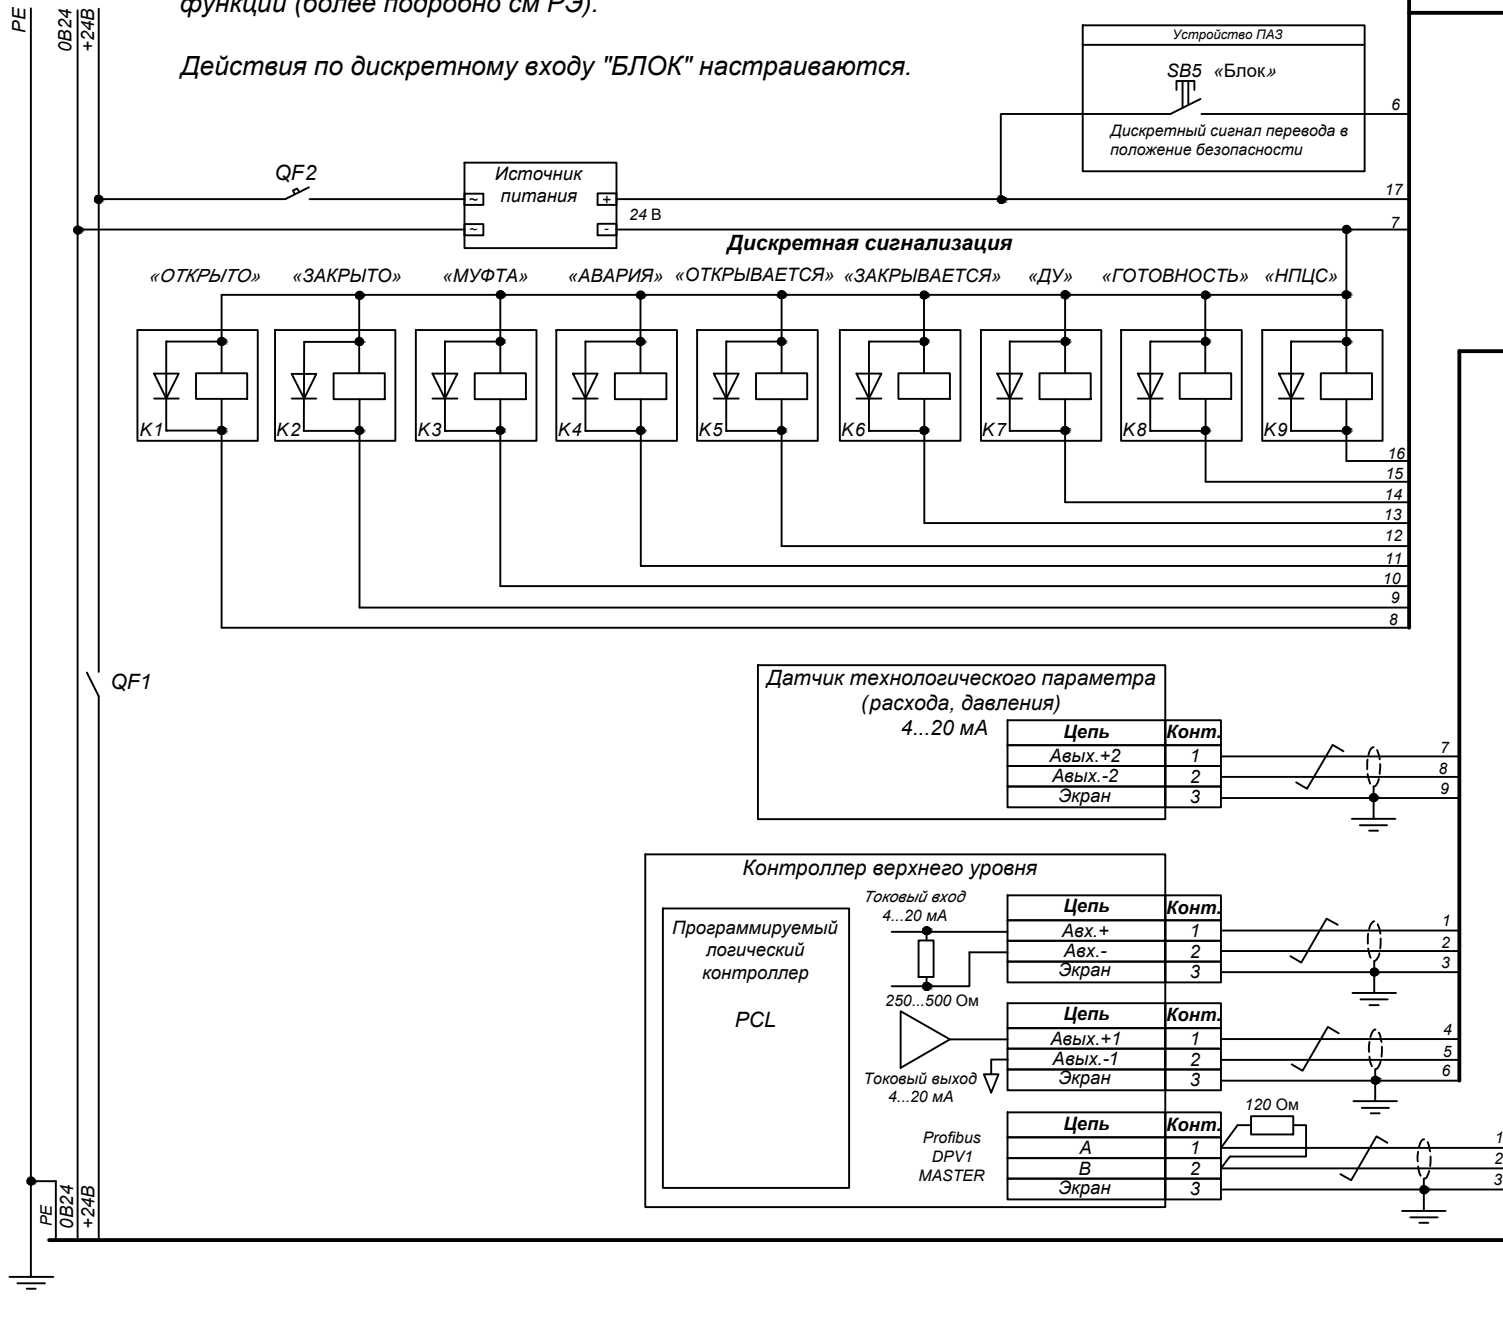 функции (более подробно см РЭ).
PE
0В24
+24В
Действия по дискретному входу "БЛОК" настраиваются.
Устройство ПАЗ
SB5 «Блок»
6
Дискретный сигнал перевода в
положение безопасности
QF2
Источник
питания
~
+
17
24 В
~
-
7
Дискретная сигнализация
«ОТКРЫТО» «ЗАКРЫТО» «МУФТА» «АВАРИЯ» «ОТКРЫВАЕТСЯ» «ЗАКРЫВАЕТСЯ» «ДУ» «ГОТОВНОСТЬ» «НПЦС»
K1 K2 K3 K4 K5 K6 K7 K8 K9
16
15
14
13
12
11
10
9
8
QF1
Датчик технологического параметра
(расхода, давления)
4...20 мА
Цепь Конт.
Авых.+2 1 7
Авых.-2 2 8
Экран 3 9
Контроллер верхнего уровня
Программируемый
логический
контроллер
PCL
Токовый вход
4...20 мА
250...500 Ом
Цепь Конт.
Авх.+ 1 1
Авх.- 2 2
Экран 3 3
Токовый выход
4...20 мА
Цепь Конт.
Авых.+1 1 4
Авых.-1 2 5
Экран 3 6
120 Ом
Profibus
DPV1
MASTER
Цепь Конт.
A 1 1
B 2 2
Экран 3 3
PE
0В24
+24В